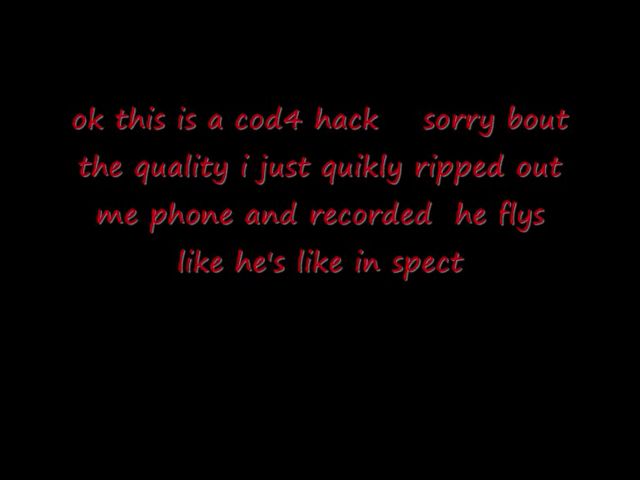 ok this is a cod4 hack    sorry bout
the quality i just quikly ripped out
me phone and recorded  he flys
like he's like in spect